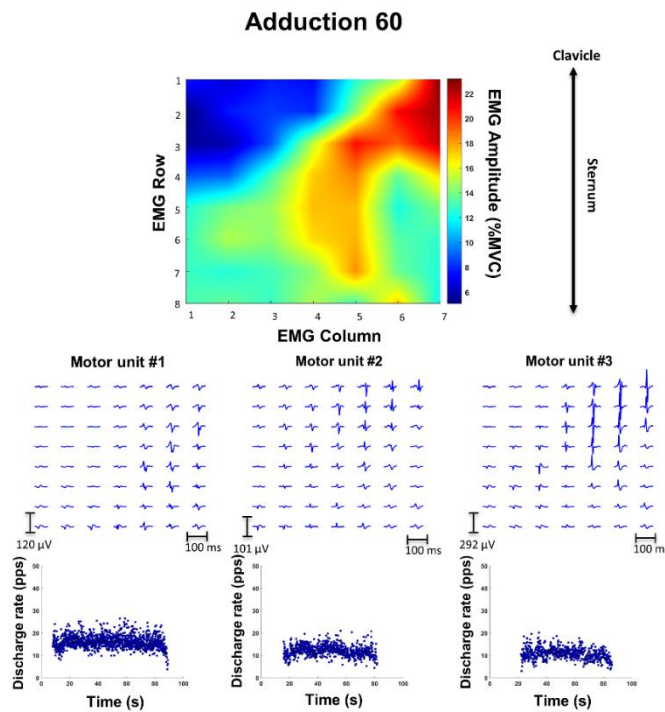 Adduction 60
Clavicle
Sternum
EMG Row
1
2
3
4
5
6
7
8
1 2 3 4 5 6 7
EMG Column
22
20
18
16
14
12
10
8
6
EMG Amplitude (%MVC)
Motor unit #1
Motor unit #2
Motor unit #3
120 µV
100 ms
101 µV
100 ms
292 µV
100 m
Discharge rate (pps)
50
40
30
20
10
0
0 20 40 60 80 100
Time (s)
Discharge rate (pps)
50
40
30
20
10
0
0 20 40 60 80 100
Time (s)
Discharge rate (pps)
50
40
30
20
10
0
0 20 40 60 80 100
Time (s)